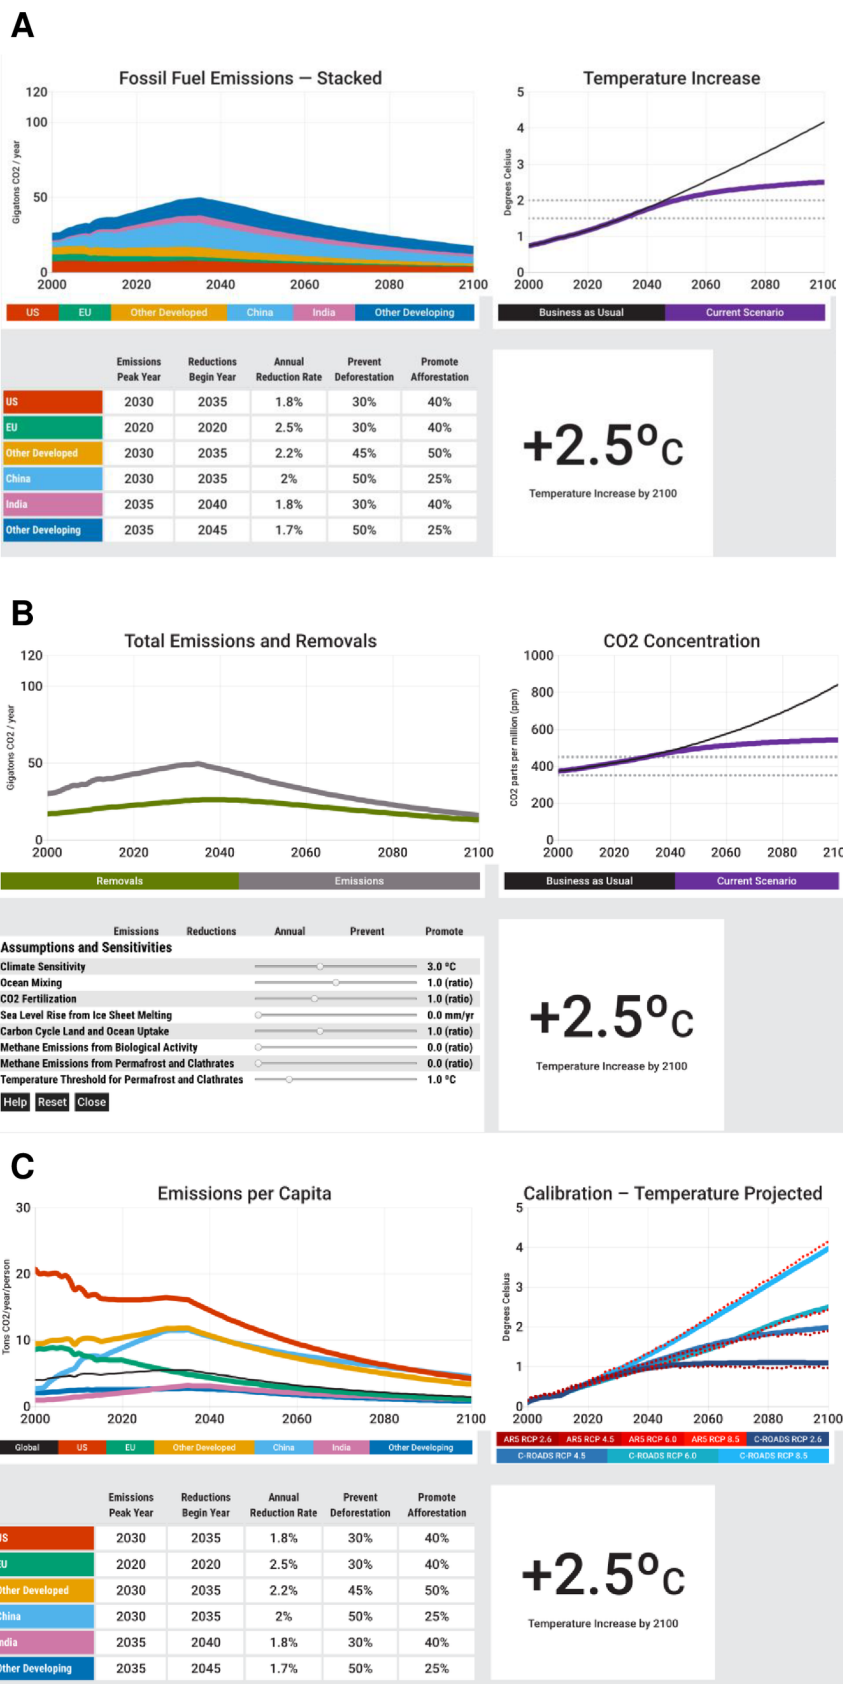 A
Fossil Fuel Emissions – Stacked
Temperature Increase
Gigatons CO2 / year
120
100
50
0
2000 2020 2040 2060 2080 2100
US EU Other Developed China India Other Developing
Degrees Celsius
5
4
3
2
1
0
2000 2020 2040 2060 2080 2100
Business as Usual Current Scenario
Emissions Peak Year Reductions Begin Year Annual Reduction Rate Prevent Deforestation Promote Afforestation
US 2030 2035 1.8% 30% 40%
EU 2020 2020 2.5% 30% 40%
Other Developed 2030 2035 2.2% 45% 50%
China 2030 2035 2% 50% 25%
India 2035 2040 1.8% 30% 40%
Other Developing 2035 2045 1.7% 50% 25%
+2.5°C
Temperature Increase by 2100
B
Total Emissions and Removals
CO2 Concentration
Gigatons CO2 / year
120
100
50
0
2000 2020 2040 2060 2080 2100
Removals Emissions
CO2 parts per million (ppm)
1000
800
600
400
200
0
2000 2020 2040 2060 2080 210
Business as Usual Current Scenario
Emissions Reductions Annual Prevent Promote
Assumptions and Sensitivities
Climate Sensitivity 3.0 ºC
Ocean Mixing 1.0 (ratio)
CO2 Fertilization 1.0 (ratio)
Sea Level Rise from Ice Sheet Melting 0.0 mm/yr
Carbon Cycle Land and Ocean Uptake 1.0 (ratio)
Methane Emissions from Biological Activity 0.0 (ratio)
Methane Emissions from Permafrost and Clathrates 0.0 (ratio)
Temperature Threshold for Permafrost and Clathrates 1.0 ºC
Help Reset Close
+2.5°C
Temperature Increase by 2100
C
Emissions per Capita
Calibration – Temperature Projected
Tons CO2/year/person
30
20
10
0
2000 2020 2040 2060 2080 2100
Global US EU Other Developed China India Other Developing
Degrees Celsius
5
4
3
2
1
0
2000 2020 2040 2060 2080 2100
AR5 RCP 2.6 AR5 RCP 4.5 AR5 RCP 6.0 AR5 RCP 8.5 C-ROADS RCP 2.6
C-ROADS RCP 4.5 C-ROADS RCP 6.0 C-ROADS RCP 8.5
Emissions Peak Year Reductions Begin Year Annual Reduction Rate Prevent Deforestation Promote Afforestation
US 2030 2035 1.8% 30% 40%
EU 2020 2020 2.5% 30% 40%
Other Developed 2030 2035 2.2% 45% 50%
China 2030 2035 2% 50% 25%
India 2035 2040 1.8% 30% 40%
Other Developing 2035 2045 1.7% 50% 25%
+2.5°C
Temperature Increase by 2100